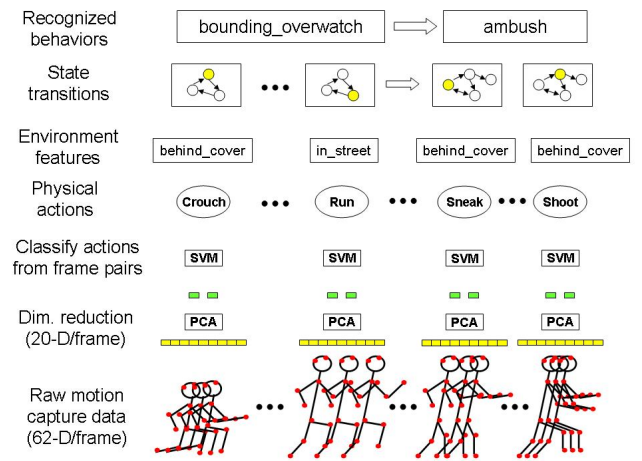 Recognized
behaviors
bounding_overwatch
ambush
State
transitions
Environment
features
behind_cover
in_street
behind_cover
behind_cover
Physical
actions
Crouch
Run
Sneak
Shoot
Classify actions
from frame pairs
SVM
SVM
SVM
SVM
Dim. reduction
(20-D/frame)
PCA
PCA
PCA
PCA
Raw motion
capture data
(62-D/frame)